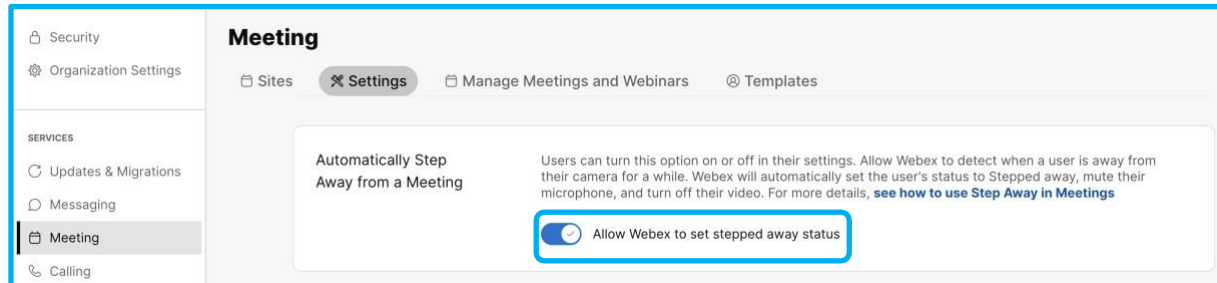 Security
Organization Settings
SERVICES
Updates & Migrations
Messaging
Meeting
Calling
Meeting
Sites
Settings
Manage Meetings and Webinars
Templates
Automatically Step
Away from a Meeting
Users can turn this option on or off in their settings. Allow Webex to detect when a user is away from
their camera for a while. Webex will automatically set the user's status to Stepped away, mute their
microphone, and turn off their video. For more details, see how to use Step Away in Meetings
Allow Webex to set stepped away status